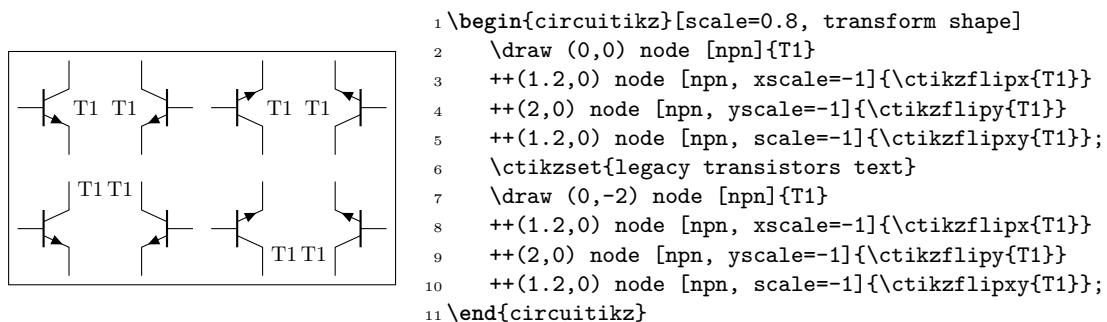 T1 T1 T1 T1
T1 T1
T1 T1
1 \begin{circuitikz}[scale=0.8, transform shape]
2 \draw (0,0) node [npn]{T1}
3 ++(1.2,0) node [npn, xscale=-1]{\ctikzflipx{T1}}
4 ++(2,0) node [npn, yscale=-1]{\ctikzflipy{T1}}
5 ++(1.2,0) node [npn, scale=-1]{\ctikzflipxy{T1}};
6 \ctikzset{legacy transistors text}
7 \draw (0,-2) node [npn]{T1}
8 ++(1.2,0) node [npn, xscale=-1]{\ctikzflipx{T1}}
9 ++(2,0) node [npn, yscale=-1]{\ctikzflipy{T1}}
10 ++(1.2,0) node [npn, scale=-1]{\ctikzflipxy{T1}};
11 \end{circuitikz}